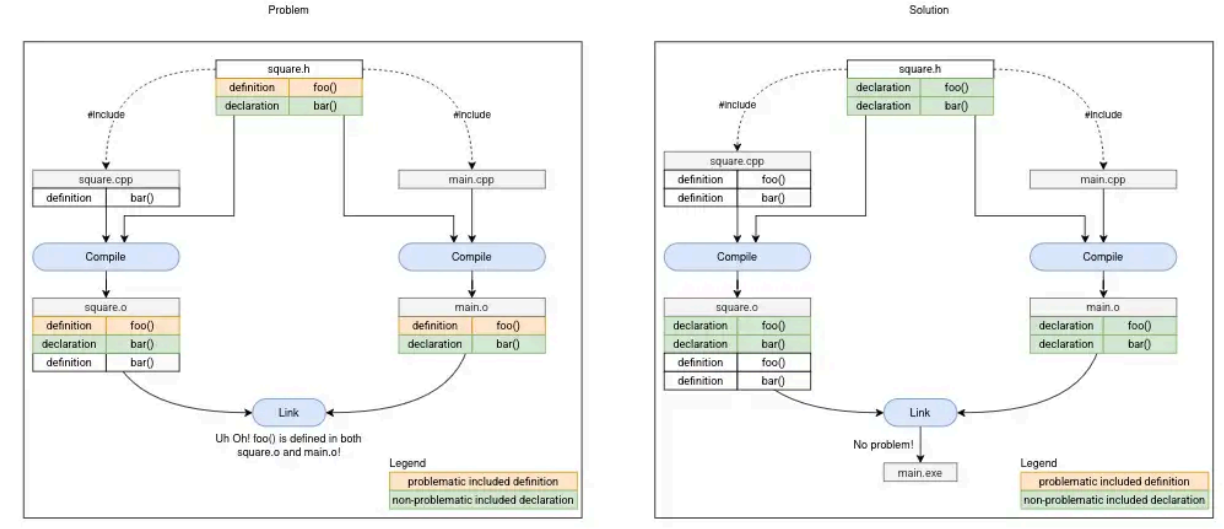 Problem
square.h
definition foo()
declaration bar()
#include
#include
square.cpp
definition bar()
main.cpp
Compile
Compile
square.o
definition foo()
declaration bar()
definition bar()
main.o
definition foo()
declaration bar()
Link
Uh Oh! foo() is defined in both
square.o and main.o!
Legend
problematic included definition
non-problematic included declaration
Solution
square.h
declaration foo()
declaration bar()
#include
#include
square.cpp
definition foo()
definition bar()
main.cpp
Compile
Compile
square.o
declaration foo()
declaration bar()
definition foo()
definition bar()
main.o
declaration foo()
declaration bar()
Link
No problem!
main.exe
Legend
problematic included definition
non-problematic included declaration